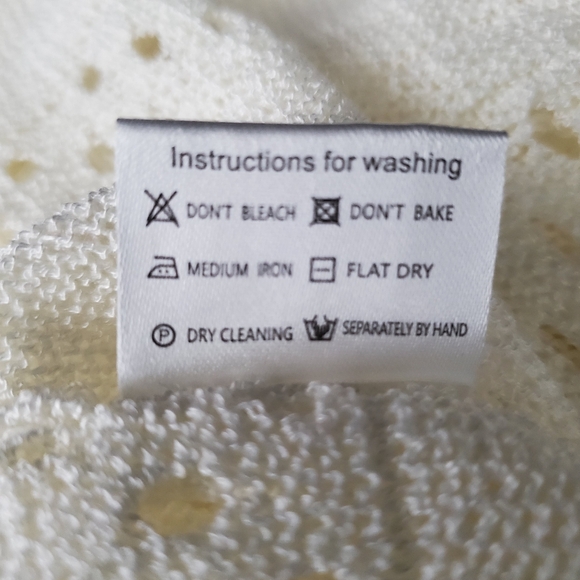 Instructions for washing
DON'T BLEACH DON'T BAKE
MEDIUM IRON FLAT DRY
P DRY CLEANING SEPARATELY BY HAND